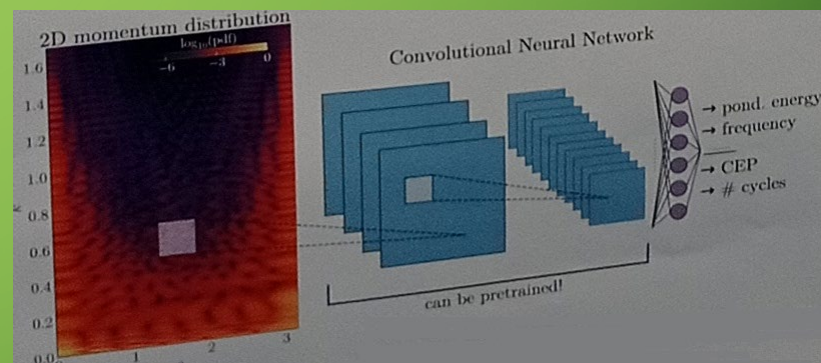 2D momentum distribution
log₁₀(pdf)
−6 −3 0
1.6
1.4
1.2
1.0
0.8
0.6
0.4
0.2
0.0
1 2 3
Convolutional Neural Network
can be pretrained!
→ pond. energy
→ frequency
→ CEP
→ # cycles